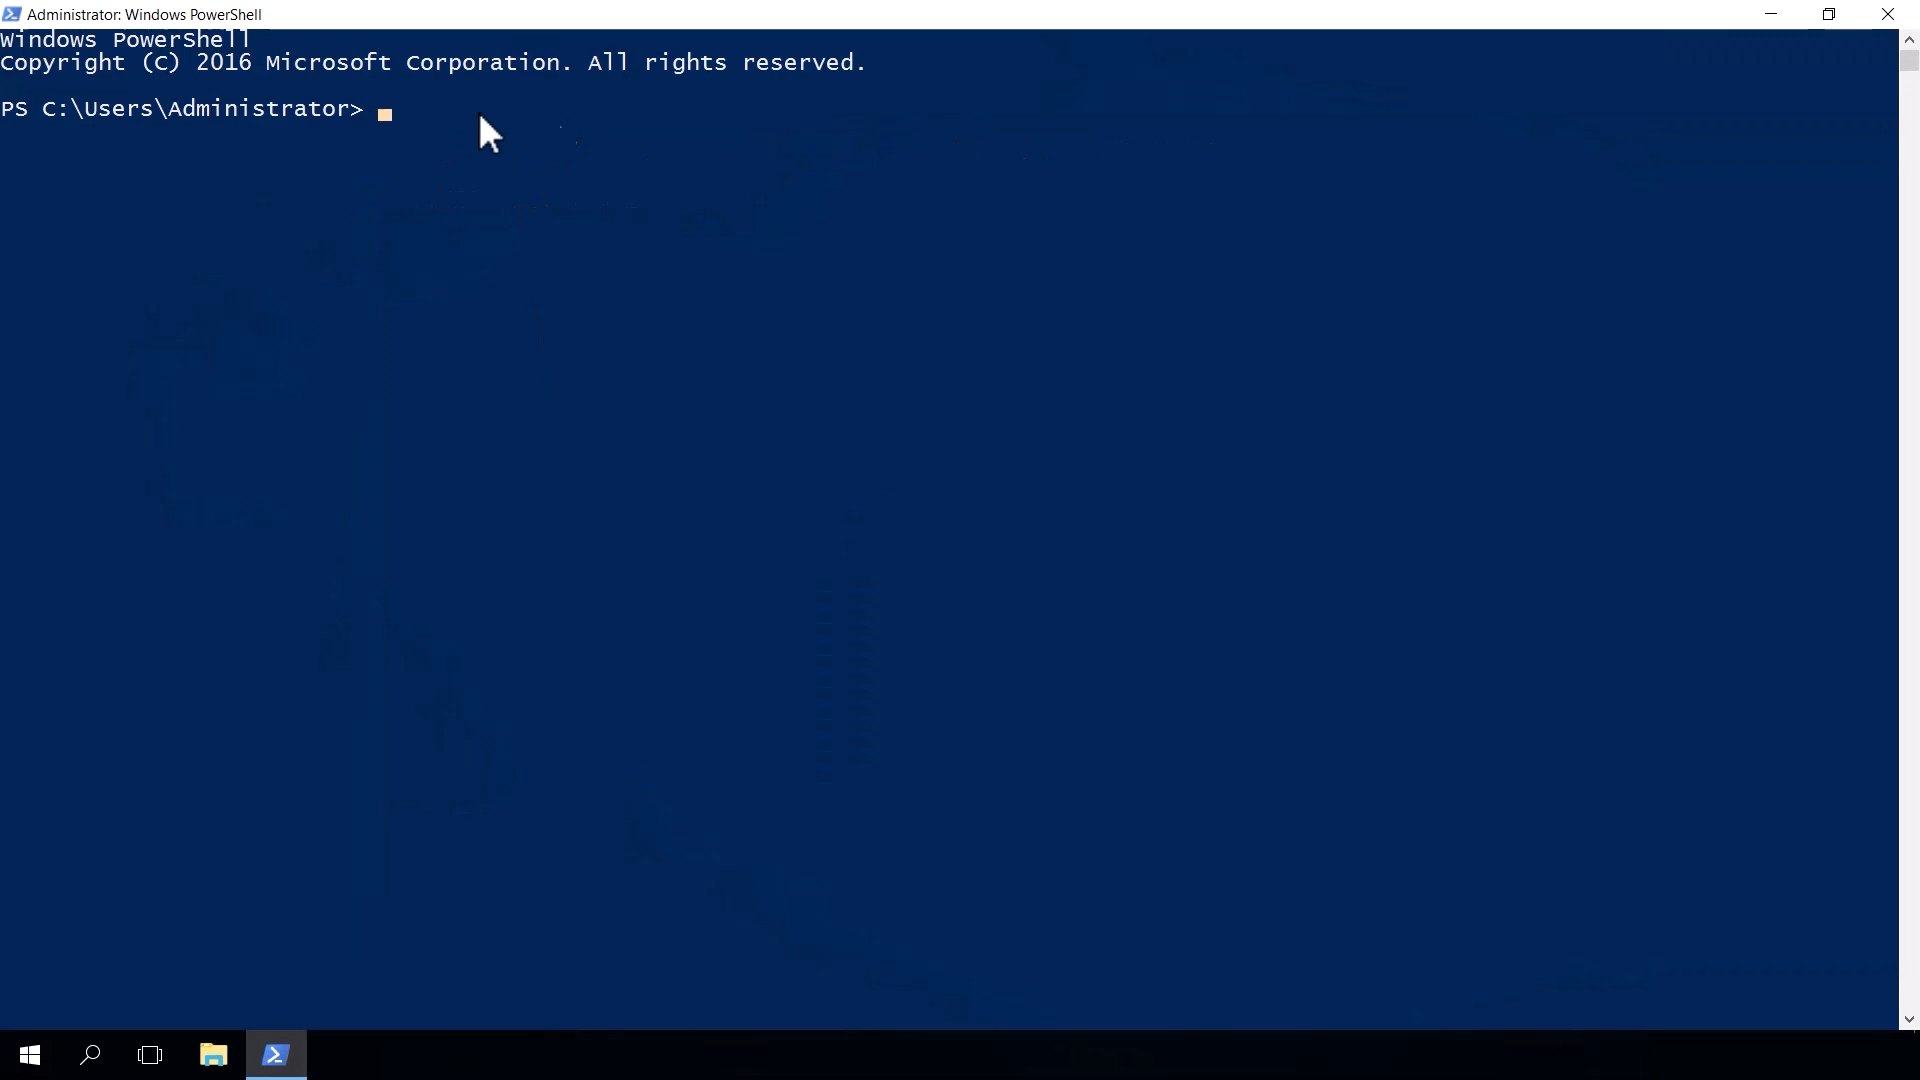 Administrator: Windows PowerShell
Windows PowerShell
Copyright (C) 2016 Microsoft Corporation. All rights reserved.
PS C:\Users\Administrator>